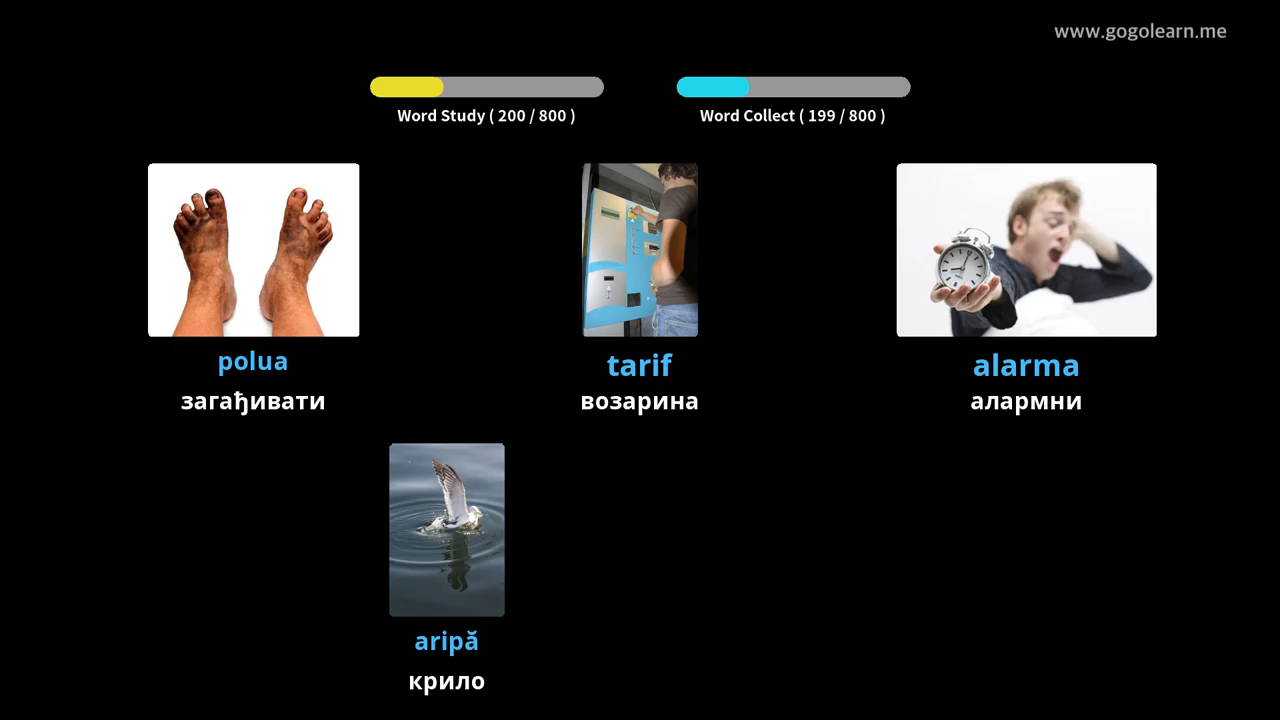 www.gogolearn.me
Word Study ( 200 / 800 )
Word Collect ( 199 / 800 )
polua
загађивати
tarif
возарина
alarma
алармни
aripă
крило